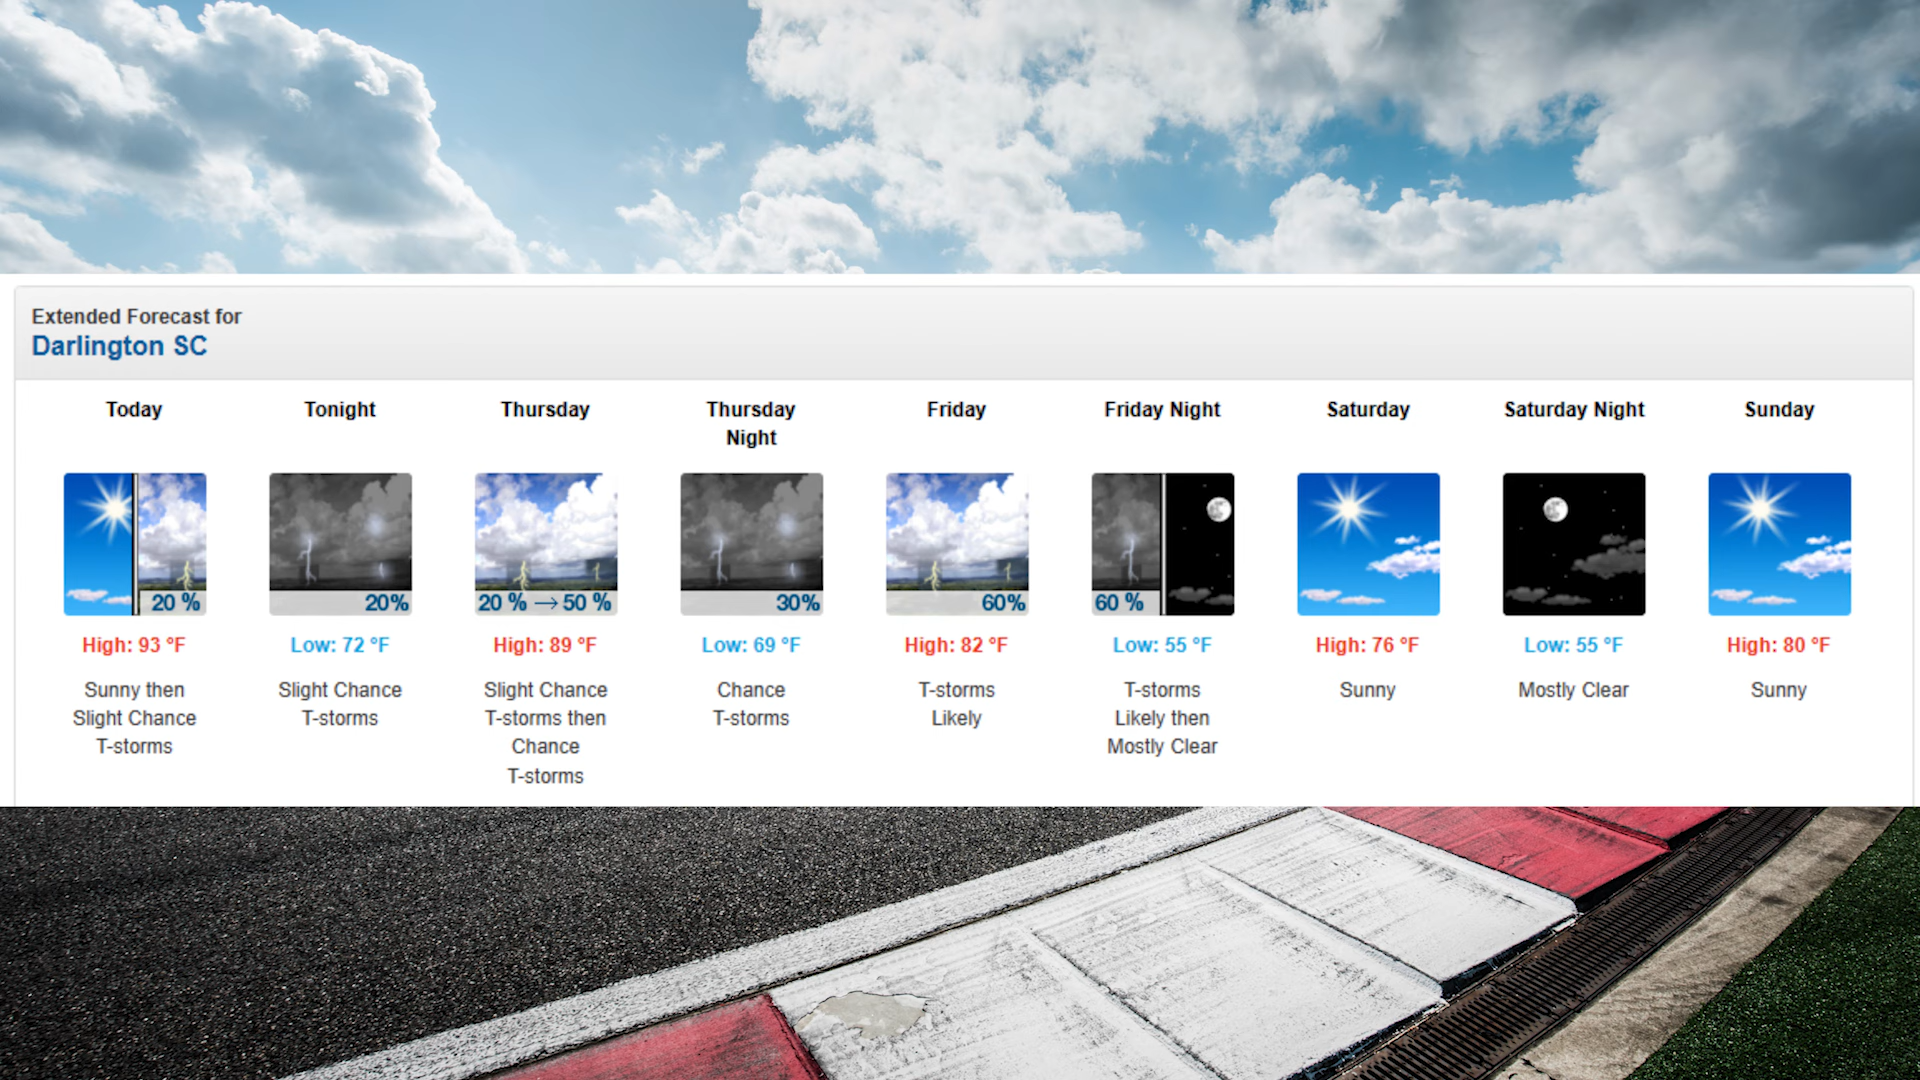 Extended Forecast for
Darlington SC
Today
Tonight
Thursday
Thursday
Night
Friday
Friday Night
Saturday
Saturday Night
Sunday
20 %
20%
20 % → 50 %
30%
60%
60 %
High: 93 °F
Low: 72 °F
High: 89 °F
Low: 69 °F
High: 82 °F
Low: 55 °F
High: 76 °F
Low: 55 °F
High: 80 °F
Sunny then
Slight Chance
T-storms
Slight Chance
T-storms
Slight Chance
T-storms then
Chance
T-storms
Chance
T-storms
T-storms
Likely
T-storms
Likely then
Mostly Clear
Sunny
Mostly Clear
Sunny